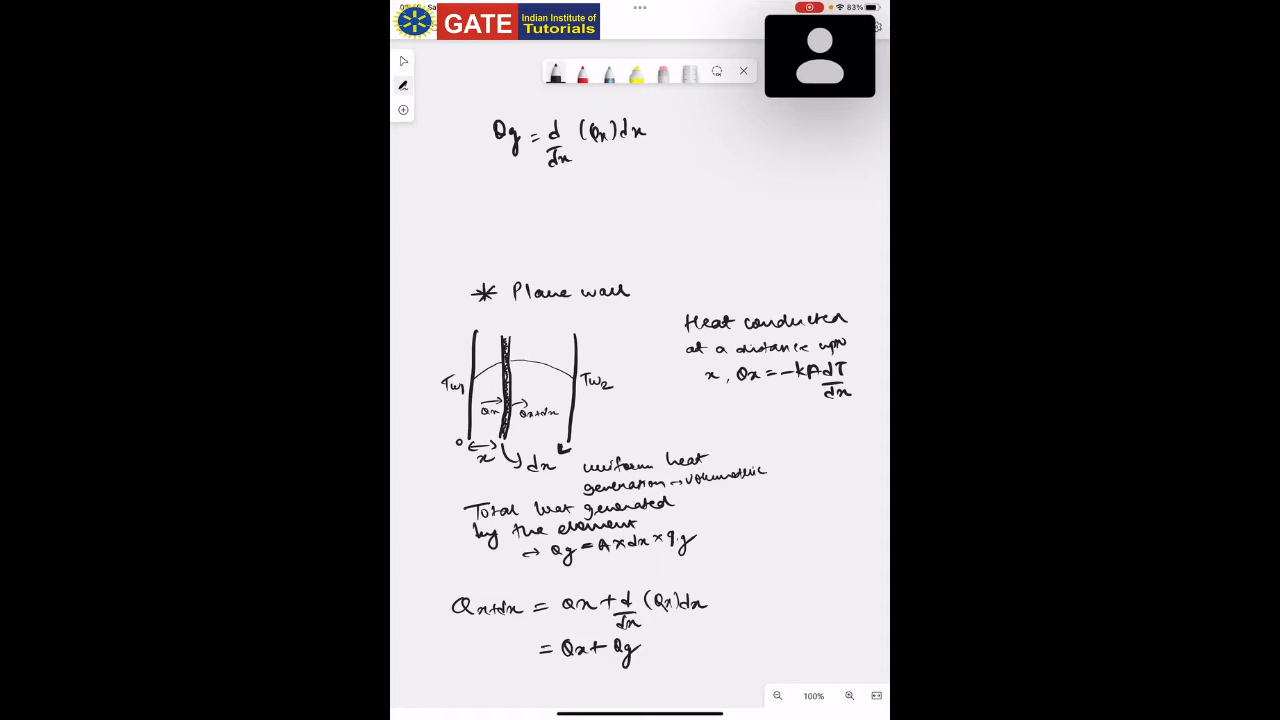 GATE Indian Institute of Tutorials
83%
Qg = d/dx (Qx)dx
* Plane wall
Heat conducted
at a distance upto
x, Qx = -kA dT/dx
Tw1
Tw2
Qx
Qx+dx
0
x
dx
L
uniform heat
generation → volumetric
Total heat generated
by the element
↔ Qg = A × dx × q.g
Qx+dx = Qx + d/dx (Qx)dx
= Qx + Qg
100%